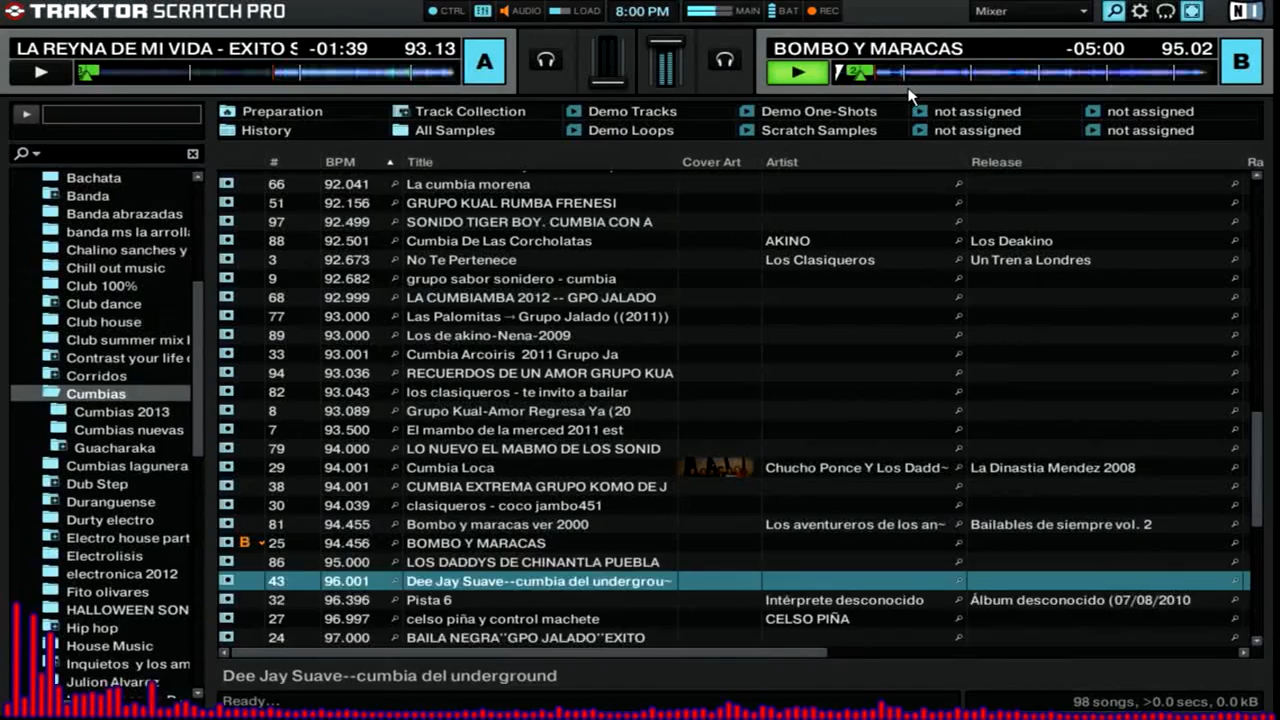 TRAKTOR SCRATCH PRO CTRL AUDIO LOAD 8:00 PM MAIN BAT REC Mixer
LA REYNA DE MI VIDA - EXITO S -01:39 93.13 A BOMBO Y MARACAS -05:00 95.02 B
2
Preparation Track Collection Demo Tracks Demo One-Shots not assigned not assigned
History All Samples Demo Loops Scratch Samples not assigned not assigned
# BPM Title Cover Art Artist Release Ra
Bachata
Banda
Banda abrazadas
banda ms la arroll
Chalino sanches y
Chill out music
Club 100%
Club dance
Club house
Club summer mix
Contrast your life
Corridos
Cumbias
Cumbias 2013
Cumbias nuevas
Guacharaka
Cumbias lagunera
Dub Step
Duranguense
Durty electro
Electro house part
Electrolisis
electronica 2012
Fito olivares
HALLOWEEN SON
Hip hop
House Music
Inquietos y los am
Julion Alvarez
66 92.041 La cumbia morena
51 92.156 GRUPO KUAL RUMBA FRENESI
97 92.499 SONIDO TIGER BOY. CUMBIA CON A
88 92.501 Cumbia De Las Corcholatas AKINO Los Deakino
3 92.673 No Te Pertenece Los Clasiqueros Un Tren a Londres
9 92.682 grupo sabor sonidero - cumbia
68 92.999 LA CUMBIAMBA 2012 -- GPO JALADO
77 93.000 Las Palomitas → Grupo Jalado ((2011))
89 93.000 Los de akino-Nena-2009
33 93.001 Cumbia Arcoiris 2011 Grupo Ja
94 93.036 RECUERDOS DE UN AMOR GRUPO KUA
82 93.043 los clasiqueros - te invito a bailar
8 93.089 Grupo Kual-Amor Regresa Ya (20
7 93.500 El mambo de la merced 2011 est
79 94.000 LO NUEVO EL MABMO DE LOS SONID
29 94.001 Cumbia Loca Chucho Ponce Y Los Dadd~ La Dinastia Mendez 2008
38 94.001 CUMBIA EXTREMA GRUPO KOMO DE J
30 94.039 clasiqueros - coco jambo451
81 94.455 Bombo y maracas ver 2000 Los aventureros de los an~ Bailables de siempre vol. 2
B 25 94.456 BOMBO Y MARACAS
86 95.000 LOS DADDYS DE CHINANTLA PUEBLA
43 96.001 Dee Jay Suave--cumbia del undergrou~
32 96.396 Pista 6 Intérprete desconocido Álbum desconocido (07/08/2010
27 96.997 celso piña y control machete CELSO PIÑA
24 97.000 BAILA NEGRA''GPO JALADO''EXITO
Dee Jay Suave--cumbia del underground
Ready... 98 songs, >0.0 secs, 0.0 kB